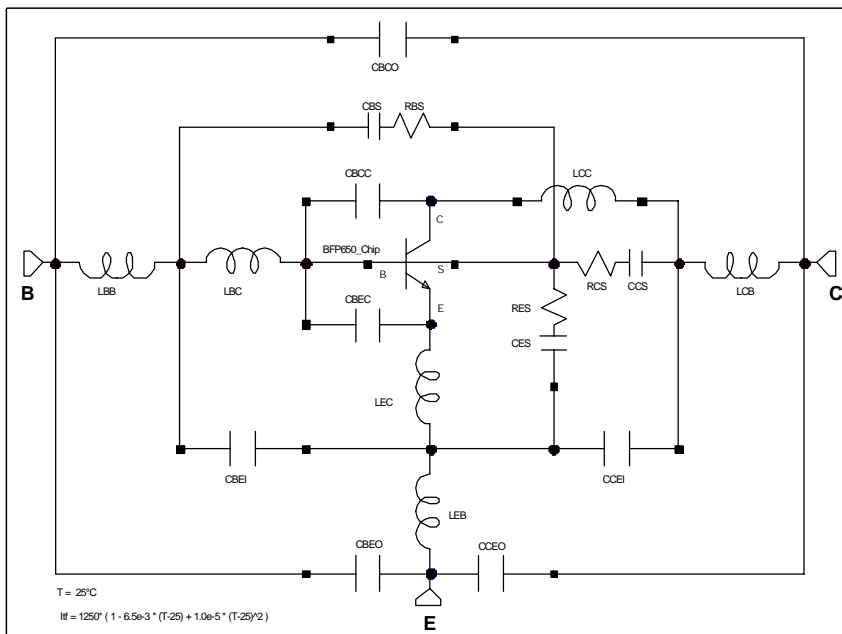 CBCO
CBS RBS
CBCC LCC
C
BFP650_Chip
B S
B LBB LBC RCS CCS LCB C
CBEC E RES
CES
LEC
CBEI CCEI
LEB
CBEO CCEO
T = 25°C
Itf = 1250* ( 1 - 6.5e-3 * (T-25) + 1.0e-5 * (T-25)^2 )
E